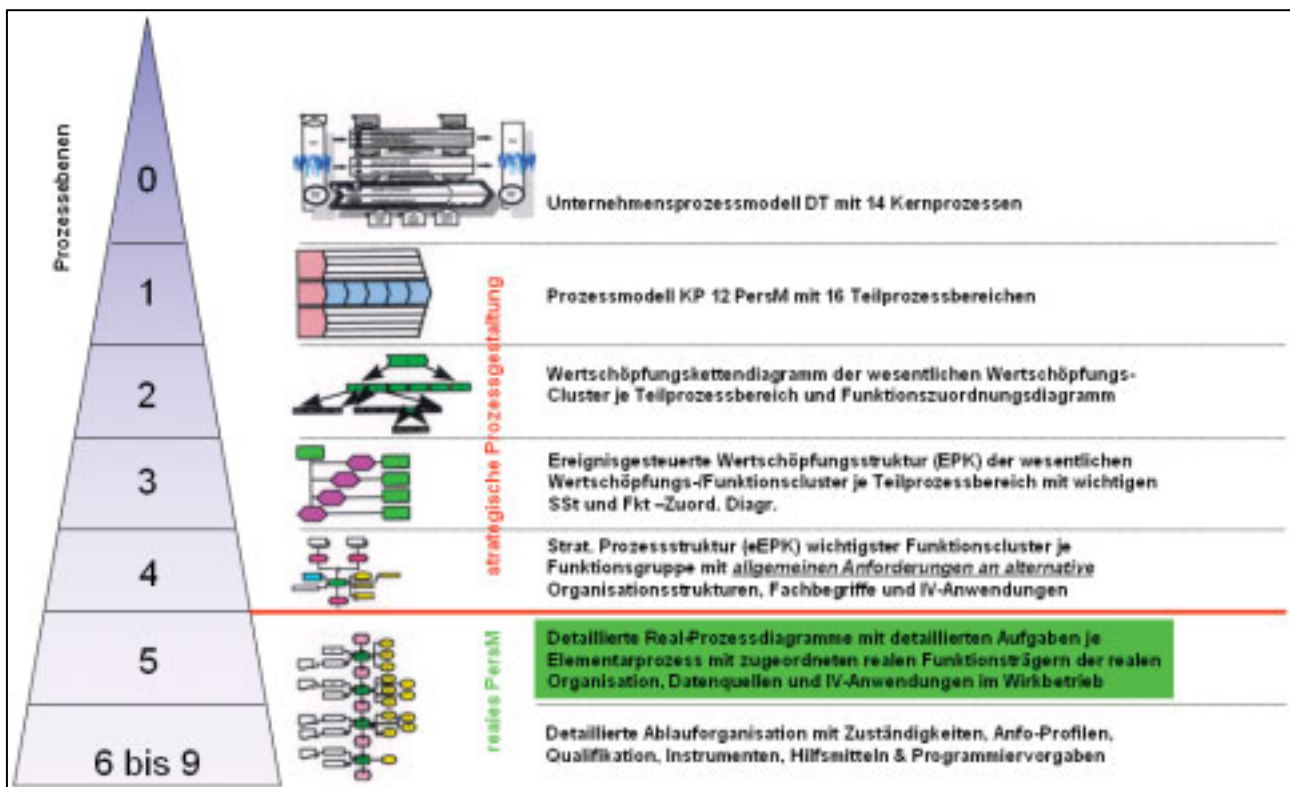 Prozessebenen
0
Unternehmensprozessmodell DT mit 14 Kernprozessen
1
Prozessmodell KP 12 PersM mit 16 Teilprozessbereichen
strategische Prozessgestaltung
2
Wertschöpfungskettendiagramm der wesentlichen Wertschöpfungs-
Cluster je Teilprozessbereich und Funktionszuordnungsdiagramm
3
Ereignisgesteuerte Wertschöpfungsstruktur (EPK) der wesentlichen
Wertschöpfungs-/Funktionscluster je Teilprozessbereich mit wichtigen
SSt und Fkt –Zuord. Diagr.
4
Strat. Prozessstruktur (eEPK) wichtigster Funktionscluster je
Funktionsgruppe mit allgemeinen Anforderungen an alternative
Organisationsstrukturen, Fachbegriffe und IV-Anwendungen
5
reales PersM
Detaillierte Real-Prozessdiagramme mit detaillierten Aufgaben je
Elementarprozess mit zugeordneten realen Funktionsträgern der realen
Organisation, Datenquellen und IV-Anwendungen im Wirkbetrieb
6 bis 9
Detaillierte Ablauforganisation mit Zuständigkeiten, Anfo-Profilen,
Qualifikation, Instrumenten, Hilfsmitteln & Programmiervorgaben